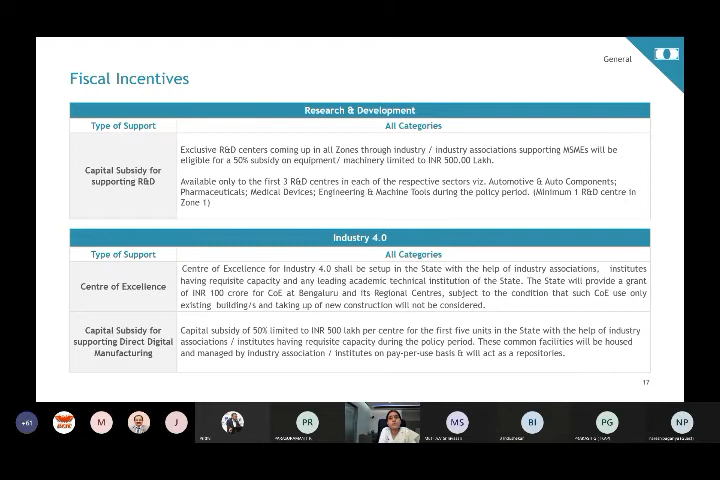 General
Fiscal Incentives
Research & Development
Type of Support
All Categories
Capital Subsidy for
supporting R&D
Exclusive R&D centers coming up in all Zones through industry / industry associations supporting MSMEs will be
eligible for a 50% subsidy on equipment/ machinery limited to INR 500.00 Lakh.
Available only to the first 3 R&D centres in each of the respective sectors viz. Automotive & Auto Components;
Pharmaceuticals; Medical Devices; Engineering & Machine Tools during the policy period. (Minimum 1 R&D centre in
Zone 1)
Industry 4.0
Type of Support
All Categories
Centre of Excellence
Centre of Excellence for Industry 4.0 shall be setup in the State with the help of industry associations, institutes
having requisite capacity and any leading academic technical institution of the State. The State will provide a grant
of INR 100 crore for CoE at Bengaluru and its Regional Centres, subject to the condition that such CoE use only
existing building/s and taking up of new construction will not be considered.
Capital Subsidy for
supporting Direct Digital
Manufacturing
Capital subsidy of 50% limited to INR 500 lakh per centre for the first five units in the State with the help of industry
associations / institutes having requisite capacity during the policy period. These common facilities will be housed
and managed by industry association / institutes on pay-per-use basis & will act as a repositories.
17
+61
M
J
PR
MS
BI
PG
NP